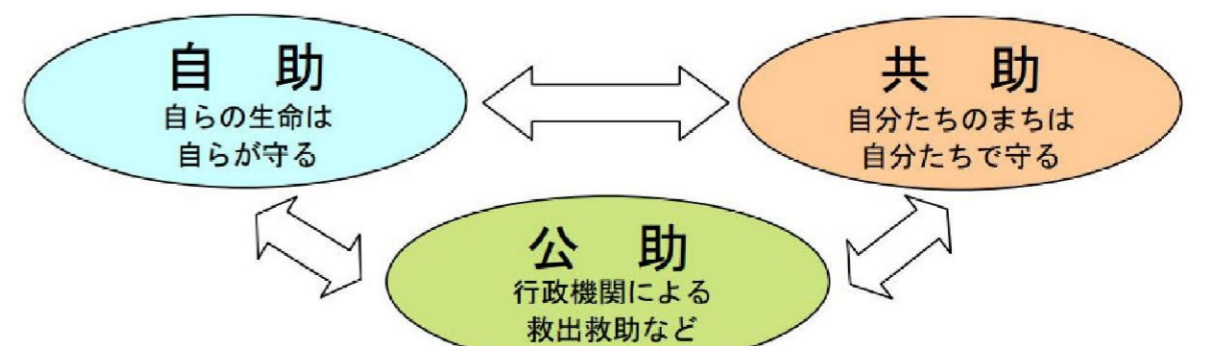 自　助
自らの生命は
自らが守る
共　助
自分たちのまちは
自分たちで守る
公　助
行政機関による
救出救助など